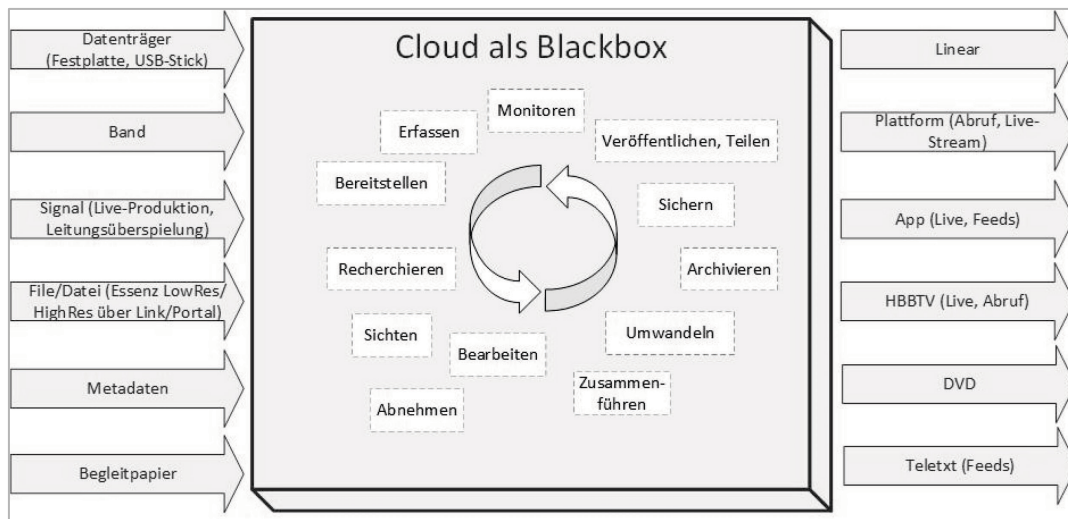 Datenträger
(Festplatte, USB-Stick)
Band
Signal (Live-Produktion,
Leitungsüberspielung)
File/Datei (Essenz LowRes/
HighRes über Link/Portal)
Metadaten
Begleitpapier
Cloud als Blackbox
Monitoren
Erfassen
Veröffentlichen, Teilen
Bereitstellen
Sichern
Recherchieren
Archivieren
Sichten
Umwandeln
Bearbeiten
Zusammen-
führen
Abnehmen
Linear
Plattform (Abruf, Live-
Stream)
App (Live, Feeds)
HBBTV (Live, Abruf)
DVD
Teletxt (Feeds)